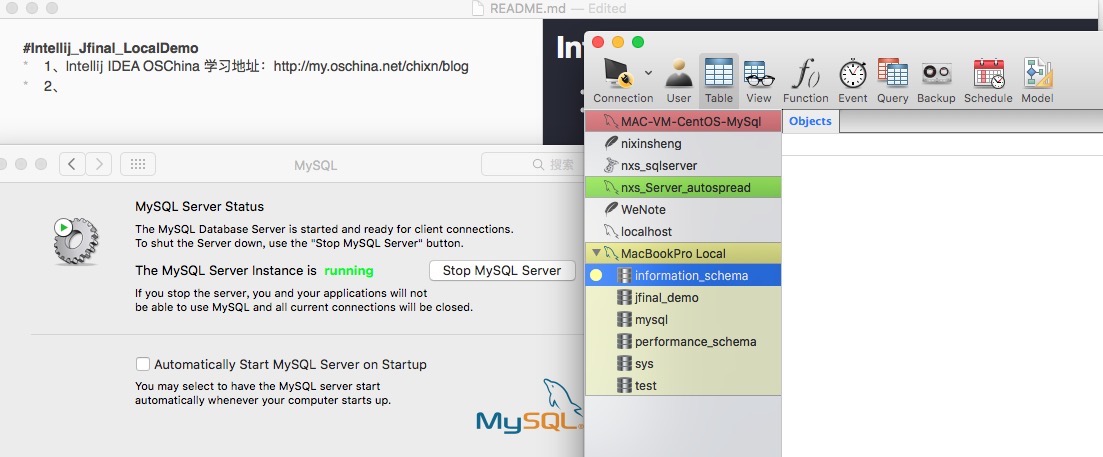 README.md — Edited
#Intellij_Jfinal_LocalDemo
* 1、Intellij IDEA OSChina 学习地址：http://my.oschina.net/chixn/blog
* 2、
Int
Connection User Table View Function Event Query Backup Schedule Model
MAC-VM-CentOS-MySql
nixinsheng
nxs_sqlserver
nxs_Server_autospread
WeNote
localhost
MacBookPro Local
information_schema
jfinal_demo
mysql
performance_schema
sys
test
Objects
MySQL
搜索
MySQL Server Status
The MySQL Database Server is started and ready for client connections.
To shut the Server down, use the "Stop MySQL Server" button.
The MySQL Server Instance is running
Stop MySQL Server
If you stop the server, you and your applications will not
be able to use MySQL and all current connections will be closed.
Automatically Start MySQL Server on Startup
You may select to have the MySQL server start
automatically whenever your computer starts up.
MySQL